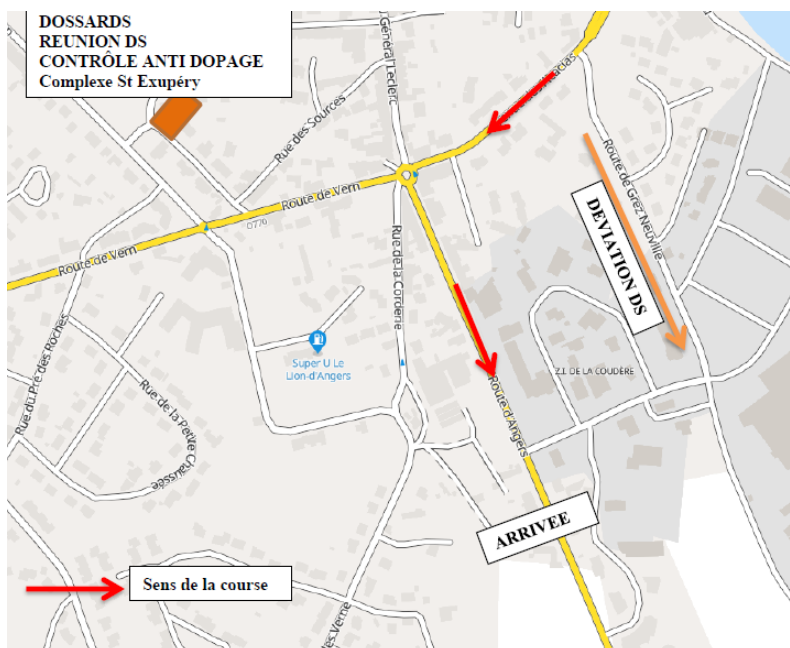 DOSSARDS
REUNION DS
CONTRÔLE ANTI DOPAGE
Complexe St Exupéry
Général Leclerc
Rue des Sources
Route de Vern
Route de Vern
D770
Rue de la Corderie
Route de Grez Neuville
DEVIATION DS
Super U Le
Lion-d'Angers
Z.I. DE LA COUDÈRE
Route d'Angers
Rue du Pré des Roches
Rue de la Petite Chaussée
ARRIVEE
Sens de la course